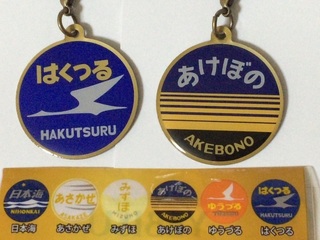 はくつる
HAKUTSURU
あけぼの
AKEBONO
日本海
NIHONKAI
あさかぜ
みずほ
あけぼの
AKEBONO
ゆうづる
はくつる
日本海
あさかぜ
みずほ
あけぼの
ゆうづる
はくつる